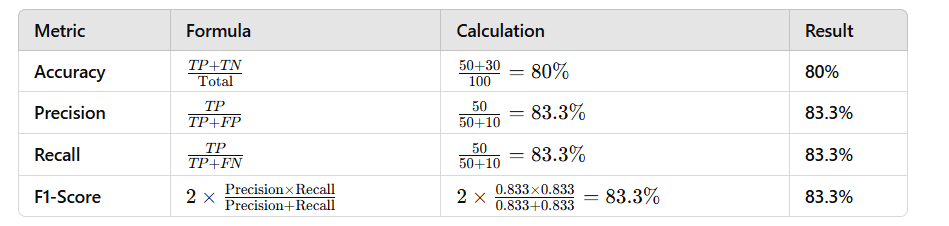 Metric Formula Calculation Result
Accuracy $\frac{TP+TN}{\text{Total}}$ $\frac{50+30}{100} = 80\%$ 80%
Precision $\frac{TP}{TP+FP}$ $\frac{50}{50+10} = 83.3\%$ 83.3%
Recall $\frac{TP}{TP+FN}$ $\frac{50}{50+10} = 83.3\%$ 83.3%
F1-Score $2 \times \frac{\text{Precision} \times \text{Recall}}{\text{Precision}+\text{Recall}}$ $2 \times \frac{0.833 \times 0.833}{0.833+0.833} = 83.3\%$ 83.3%